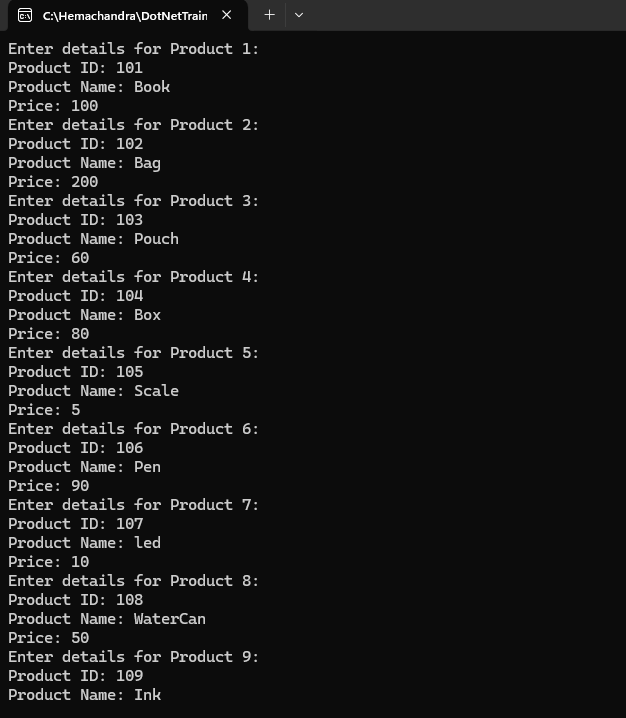 C:\Hemachandra\DotNetTrain
Enter details for Product 1:
Product ID: 101
Product Name: Book
Price: 100
Enter details for Product 2:
Product ID: 102
Product Name: Bag
Price: 200
Enter details for Product 3:
Product ID: 103
Product Name: Pouch
Price: 60
Enter details for Product 4:
Product ID: 104
Product Name: Box
Price: 80
Enter details for Product 5:
Product ID: 105
Product Name: Scale
Price: 5
Enter details for Product 6:
Product ID: 106
Product Name: Pen
Price: 90
Enter details for Product 7:
Product ID: 107
Product Name: led
Price: 10
Enter details for Product 8:
Product ID: 108
Product Name: WaterCan
Price: 50
Enter details for Product 9:
Product ID: 109
Product Name: Ink